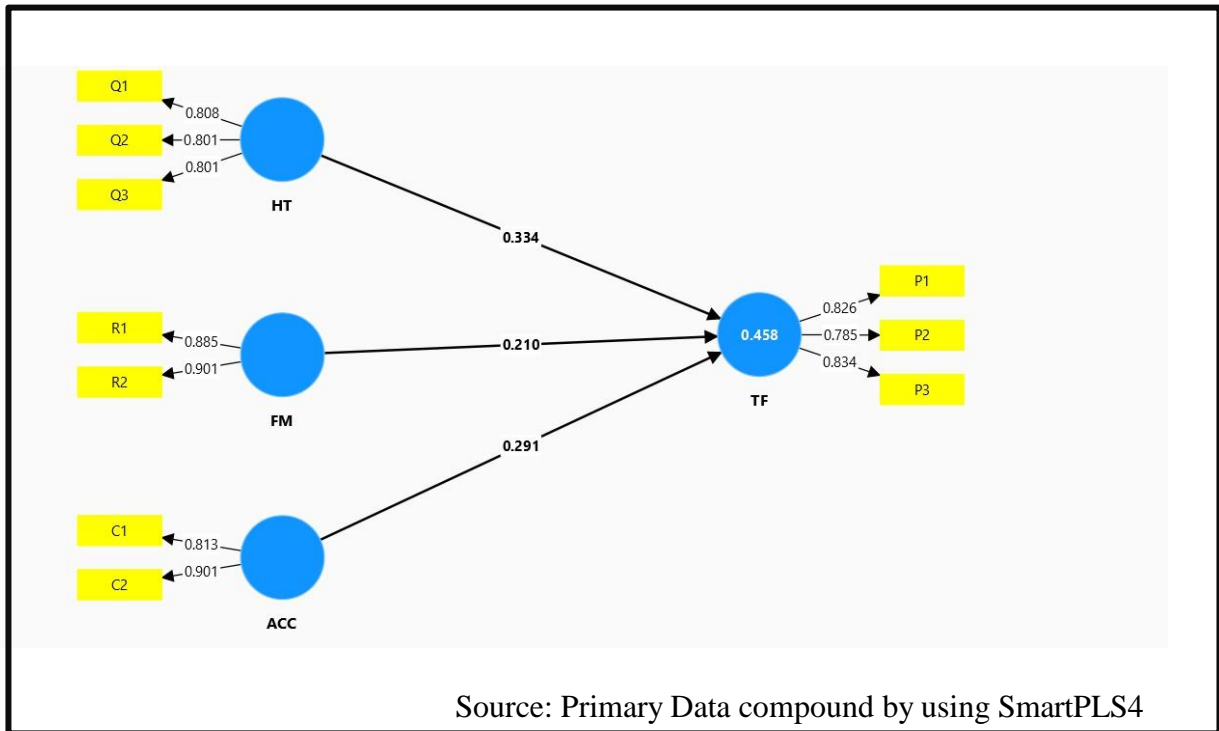 Q1
0.808
Q2
0.801
Q3
0.801
HT
0.334
R1
0.885
R2
0.901
FM
0.210
C1
0.813
C2
0.901
ACC
0.291
0.458
TF
P1
0.826
P2
0.785
P3
0.834
Source: Primary Data compound by using SmartPLS4